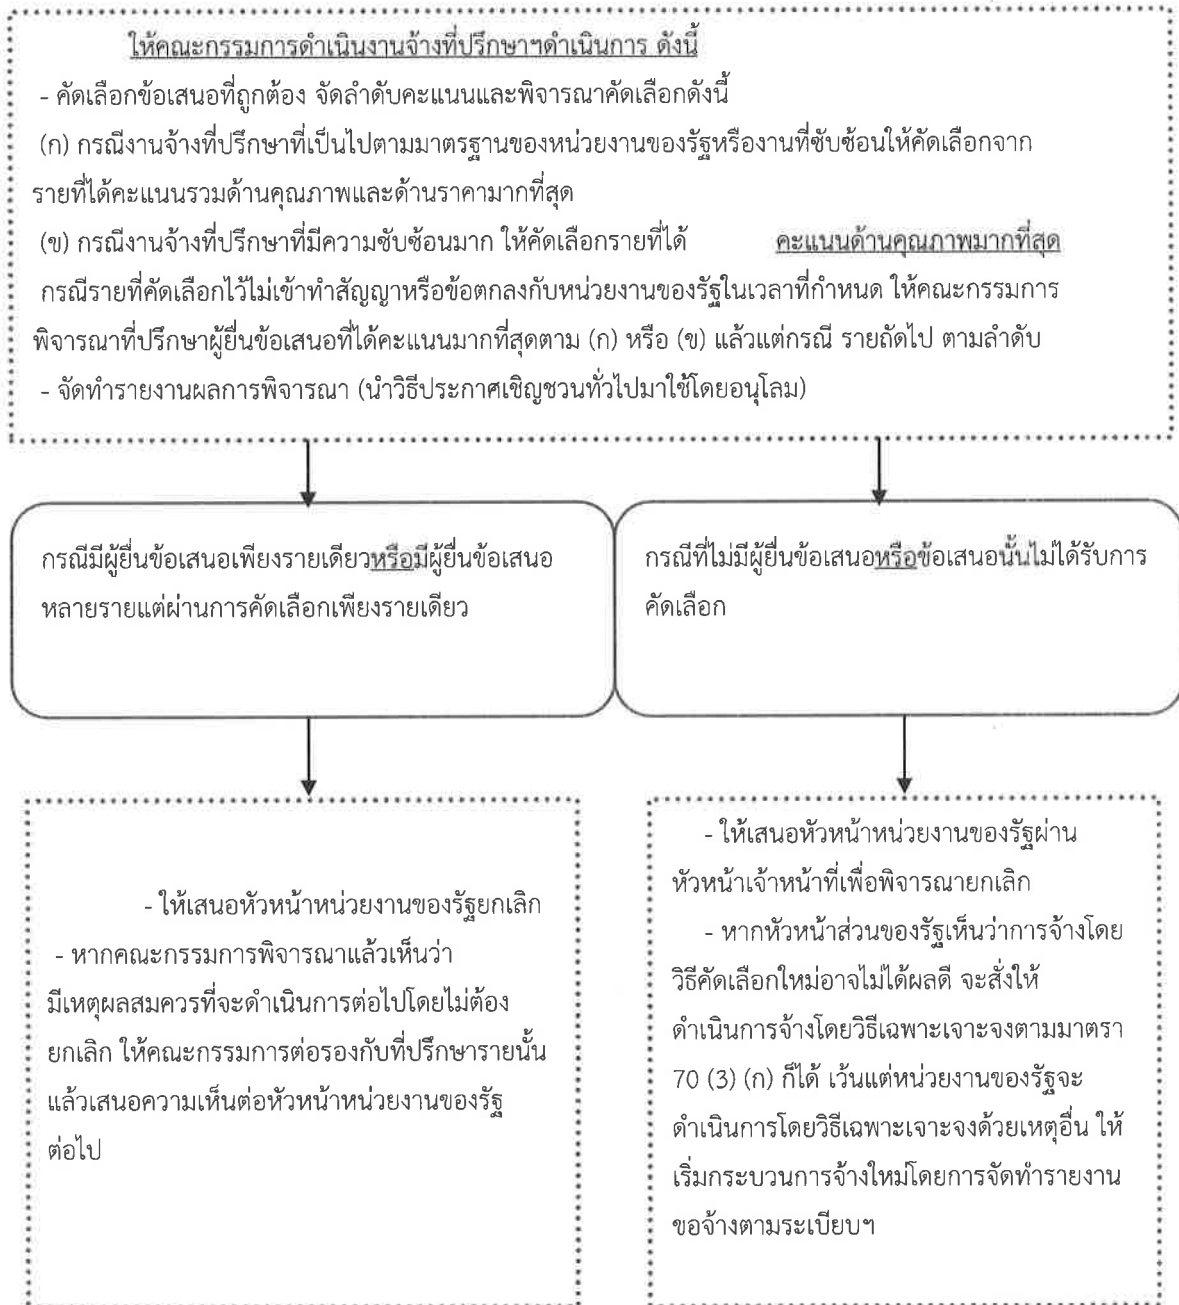 ให้คณะกรรมการดำเนินงานจ้างที่ปรึกษาฯดำเนินการ ดังนี้
- คัดเลือกข้อเสนอที่ถูกต้อง จัดลำดับคะแนนและพิจารณาคัดเลือกดังนี้
(ก) กรณีงานจ้างที่ปรึกษาที่เป็นไปตามมาตรฐานของหน่วยงานของรัฐหรืองานที่ซับซ้อนให้คัดเลือกจาก
รายที่ได้คะแนนรวมด้านคุณภาพและด้านราคามากที่สุด
(ข) กรณีงานจ้างที่ปรึกษาที่มีความซับซ้อนมาก ให้คัดเลือกรายที่ได้ คะแนนด้านคุณภาพมากที่สุด
กรณีรายที่คัดเลือกไว้ไม่เข้าทำสัญญาหรือข้อตกลงกับหน่วยงานของรัฐในเวลาที่กำหนด ให้คณะกรรมการ
พิจารณาที่ปรึกษาผู้ยื่นข้อเสนอที่ได้คะแนนมากที่สุดตาม (ก) หรือ (ข) แล้วแต่กรณี รายถัดไป ตามลำดับ
- จัดทำรายงานผลการพิจารณา (นำวิธีประกาศเชิญชวนทั่วไปมาใช้โดยอนุโลม)
กรณีมีผู้ยื่นข้อเสนอเพียงรายเดียวหรือมีผู้ยื่นข้อเสนอ
หลายรายแต่ผ่านการคัดเลือกเพียงรายเดียว
กรณีที่ไม่มีผู้ยื่นข้อเสนอหรือข้อเสนอนั้นไม่ได้รับการ
คัดเลือก
- ให้เสนอหัวหน้าหน่วยงานของรัฐยกเลิก
- หากคณะกรรมการพิจารณาแล้วเห็นว่า
มีเหตุผลสมควรที่จะดำเนินการต่อไปโดยไม่ต้อง
ยกเลิก ให้คณะกรรมการต่อรองกับที่ปรึกษารายนั้น
แล้วเสนอความเห็นต่อหัวหน้าหน่วยงานของรัฐ
ต่อไป
- ให้เสนอหัวหน้าหน่วยงานของรัฐผ่าน
หัวหน้าเจ้าหน้าที่เพื่อพิจารณายกเลิก
- หากหัวหน้าส่วนของรัฐเห็นว่าการจ้างโดย
วิธีคัดเลือกใหม่อาจไม่ได้ผลดี จะสั่งให้
ดำเนินการจ้างโดยวิธีเฉพาะเจาะจงตามมาตรา
70 (3) (ก) ก็ได้ เว้นแต่หน่วยงานของรัฐจะ
ดำเนินการโดยวิธีเฉพาะเจาะจงด้วยเหตุอื่น ให้
เริ่มกระบวนการจ้างใหม่โดยการจัดทำรายงาน
ขอจ้างตามระเบียบฯ